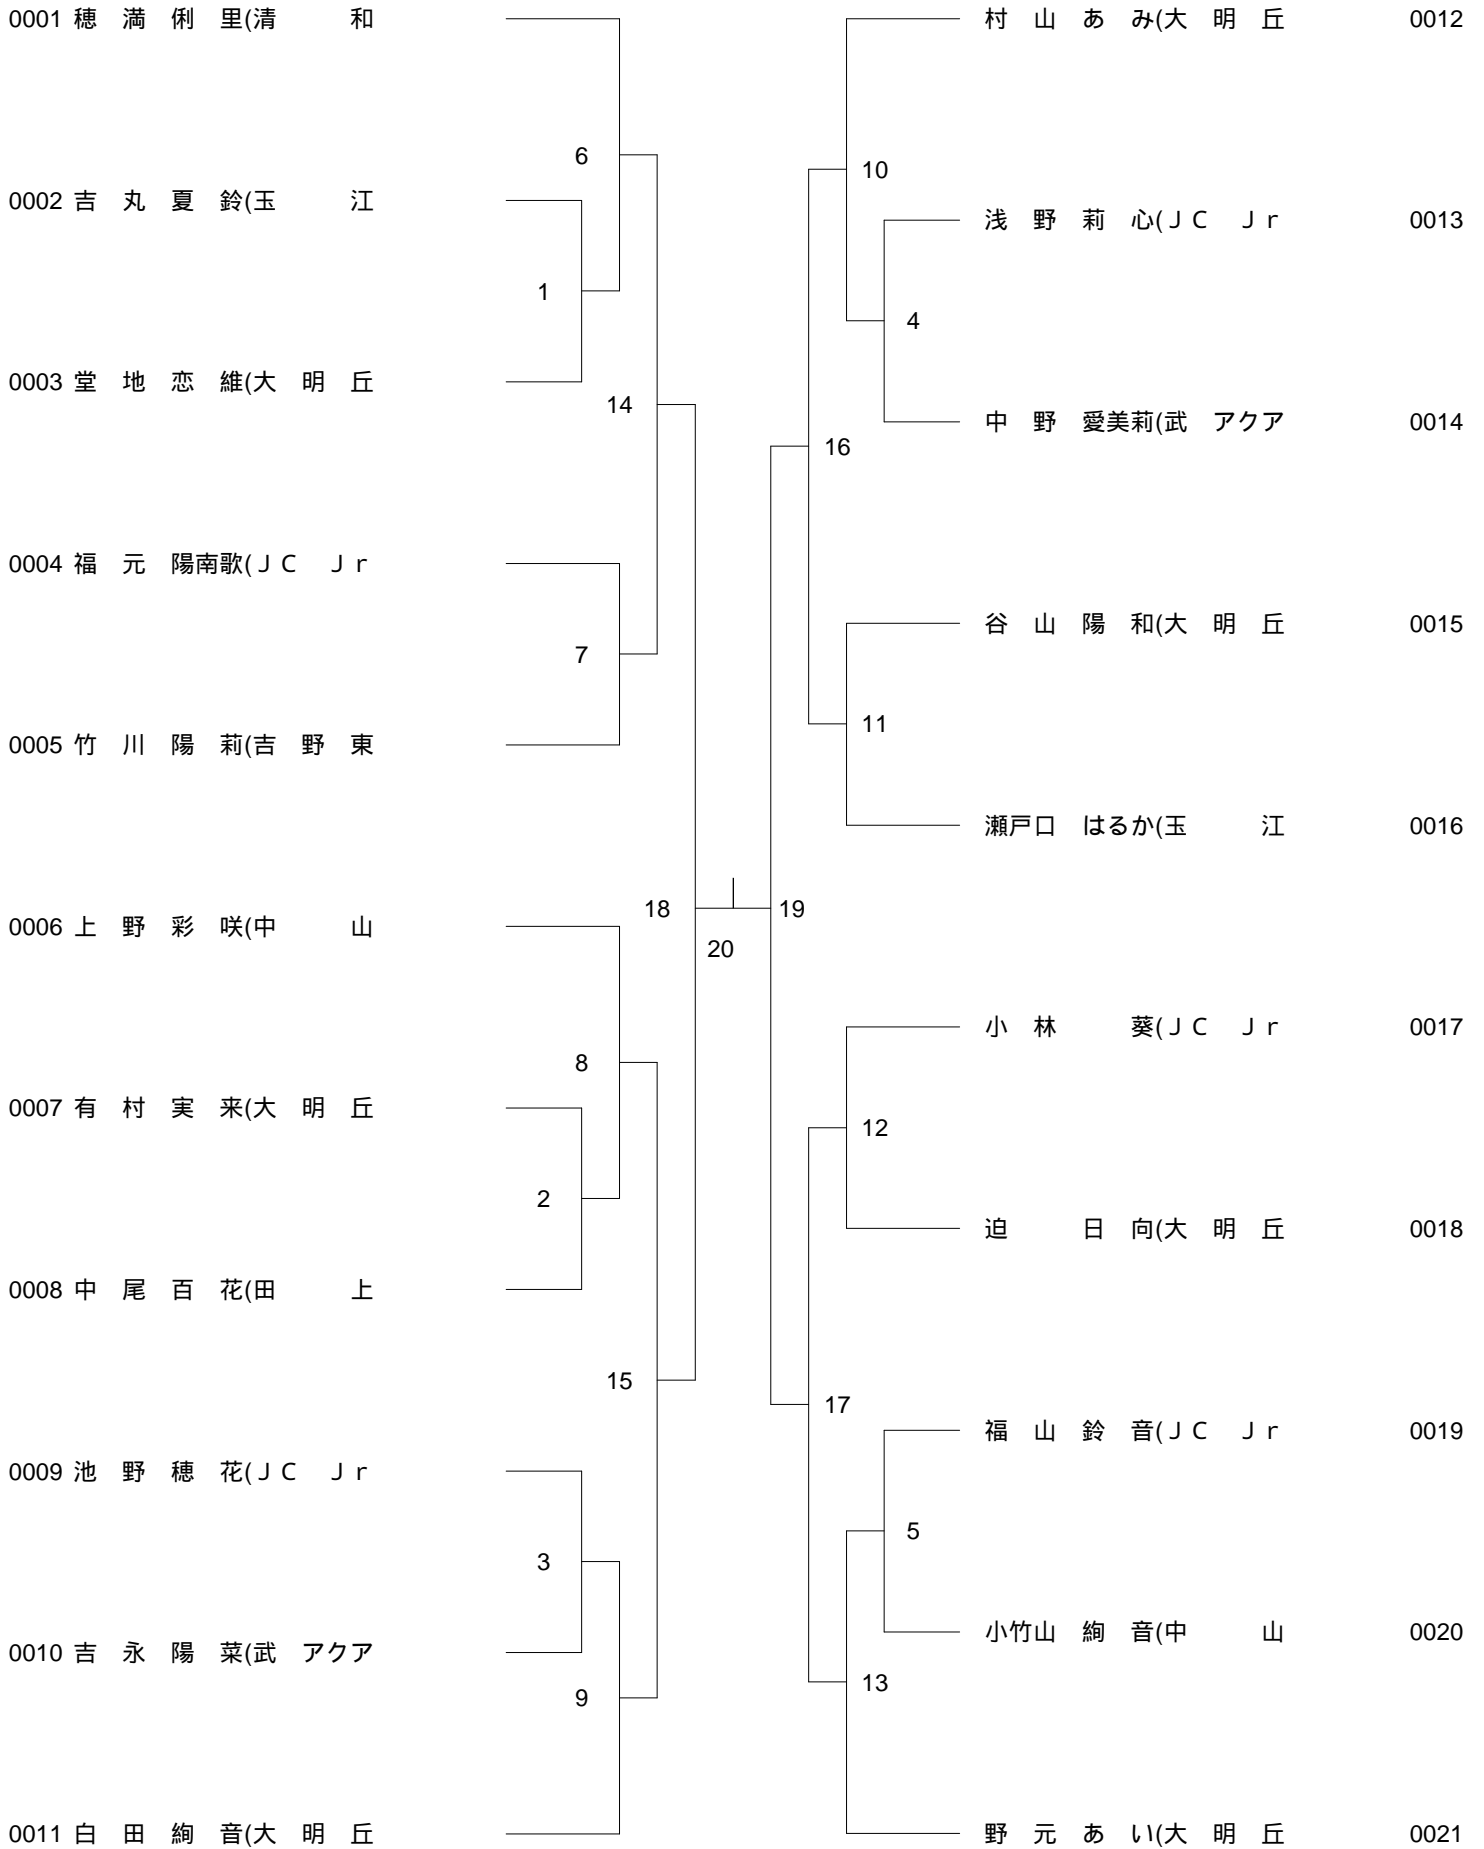 0001 穂　満　俐　里(清　　　和
6
0002 吉　丸　夏　鈴(玉　　　江
1
0003 堂　地　恋　維(大　明　丘
14
0004 福　元　陽南歌(ＪＣ　Ｊｒ
7
0005 竹　川　陽　莉(吉　野　東
18
0006 上　野　彩　咲(中　　　山
8
0007 有　村　実　来(大　明　丘
2
0008 中　尾　百　花(田　　　上
15
0009 池　野　穂　花(ＪＣ　Ｊｒ
3
0010 吉　永　陽　菜(武　アクア
9
0011 白　田　絢　音(大　明　丘
20
村　山　あ　み(大　明　丘 0012
10
浅　野　莉　心(ＪＣ　Ｊｒ 0013
4
中　野　愛美莉(武　アクア 0014
16
谷　山　陽　和(大　明　丘 0015
11
瀬戸口　はるか(玉　　　江 0016
19
小　林　　　葵(ＪＣ　Ｊｒ 0017
12
迫　　　日　向(大　明　丘 0018
17
福　山　鈴　音(ＪＣ　Ｊｒ 0019
5
小竹山　絢　音(中　　　山 0020
13
野　元　あ　い(大　明　丘 0021